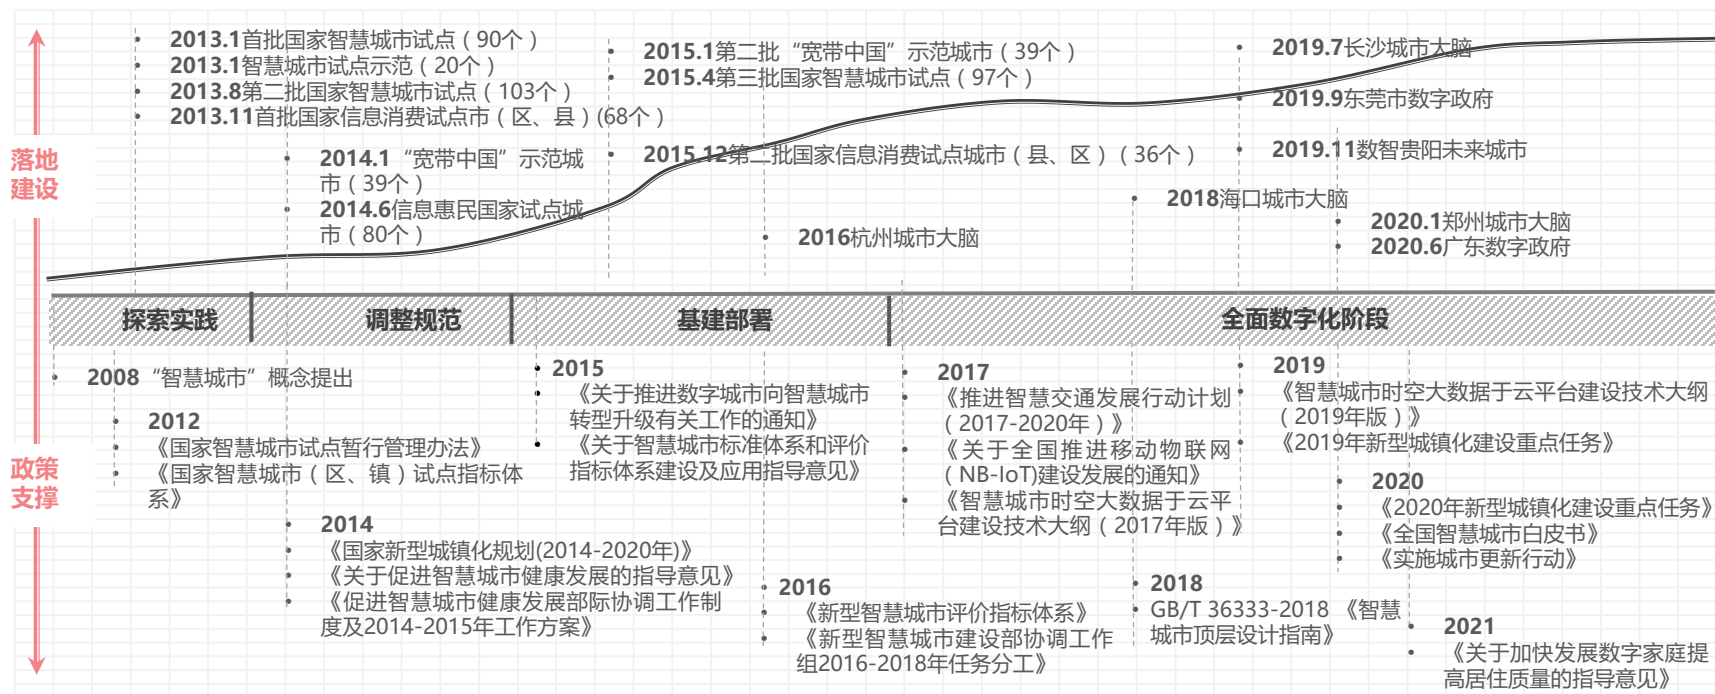 2013.1首批国家智慧城市试点（90个）
2013.1智慧城市试点示范（20个）
2013.8第二批国家智慧城市试点（103个）
2013.11首批国家信息消费试点市（区、县）(68个）
2014.1“宽带中国”示范城
市（39个）
2014.6信息惠民国家试点城
市（80个）
2015.1第二批“宽带中国”示范城市（39个）
2015.4第三批国家智慧城市试点（97个）
2015.12第二批国家信息消费试点城市（县、区）（36个）
2016杭州城市大脑
2018海口城市大脑
2019.7长沙城市大脑
2019.9东莞市数字政府
2019.11数智贵阳未来城市
2020.1郑州城市大脑
2020.6广东数字政府
落地
建设
探索实践
调整规范
基建部署
全面数字化阶段
政策
支撑
2008“智慧城市”概念提出
2012
《国家智慧城市试点暂行管理办法》
《国家智慧城市（区、镇）试点指标体
系》
2014
《国家新型城镇化规划(2014-2020年)》
《关于促进智慧城市健康发展的指导意见》
《促进智慧城市健康发展部际协调工作制
度及2014-2015年工作方案》
2015
《关于推进数字城市向智慧城市
转型升级有关工作的通知》
《关于智慧城市标准体系和评价
指标体系建设及应用指导意见》
2016
《新型智慧城市评价指标体系》
《新型智慧城市建设部协调工作
组2016-2018年任务分工》
2017
《推进智慧交通发展行动计划
（2017-2020年）》
《关于全国推进移动物联网
（NB-IoT)建设发展的通知》
《智慧城市时空大数据于云平
台建设技术大纲（2017年版）》
2018
GB/T 36333-2018 《智慧
城市顶层设计指南》
2019
《智慧城市时空大数据于云平台建设技术大纲
（2019年版）》
《2019年新型城镇化建设重点任务》
2020
《2020年新型城镇化建设重点任务》
《全国智慧城市白皮书》
《实施城市更新行动》
2021
《关于加快发展数字家庭提
高居住质量的指导意见》